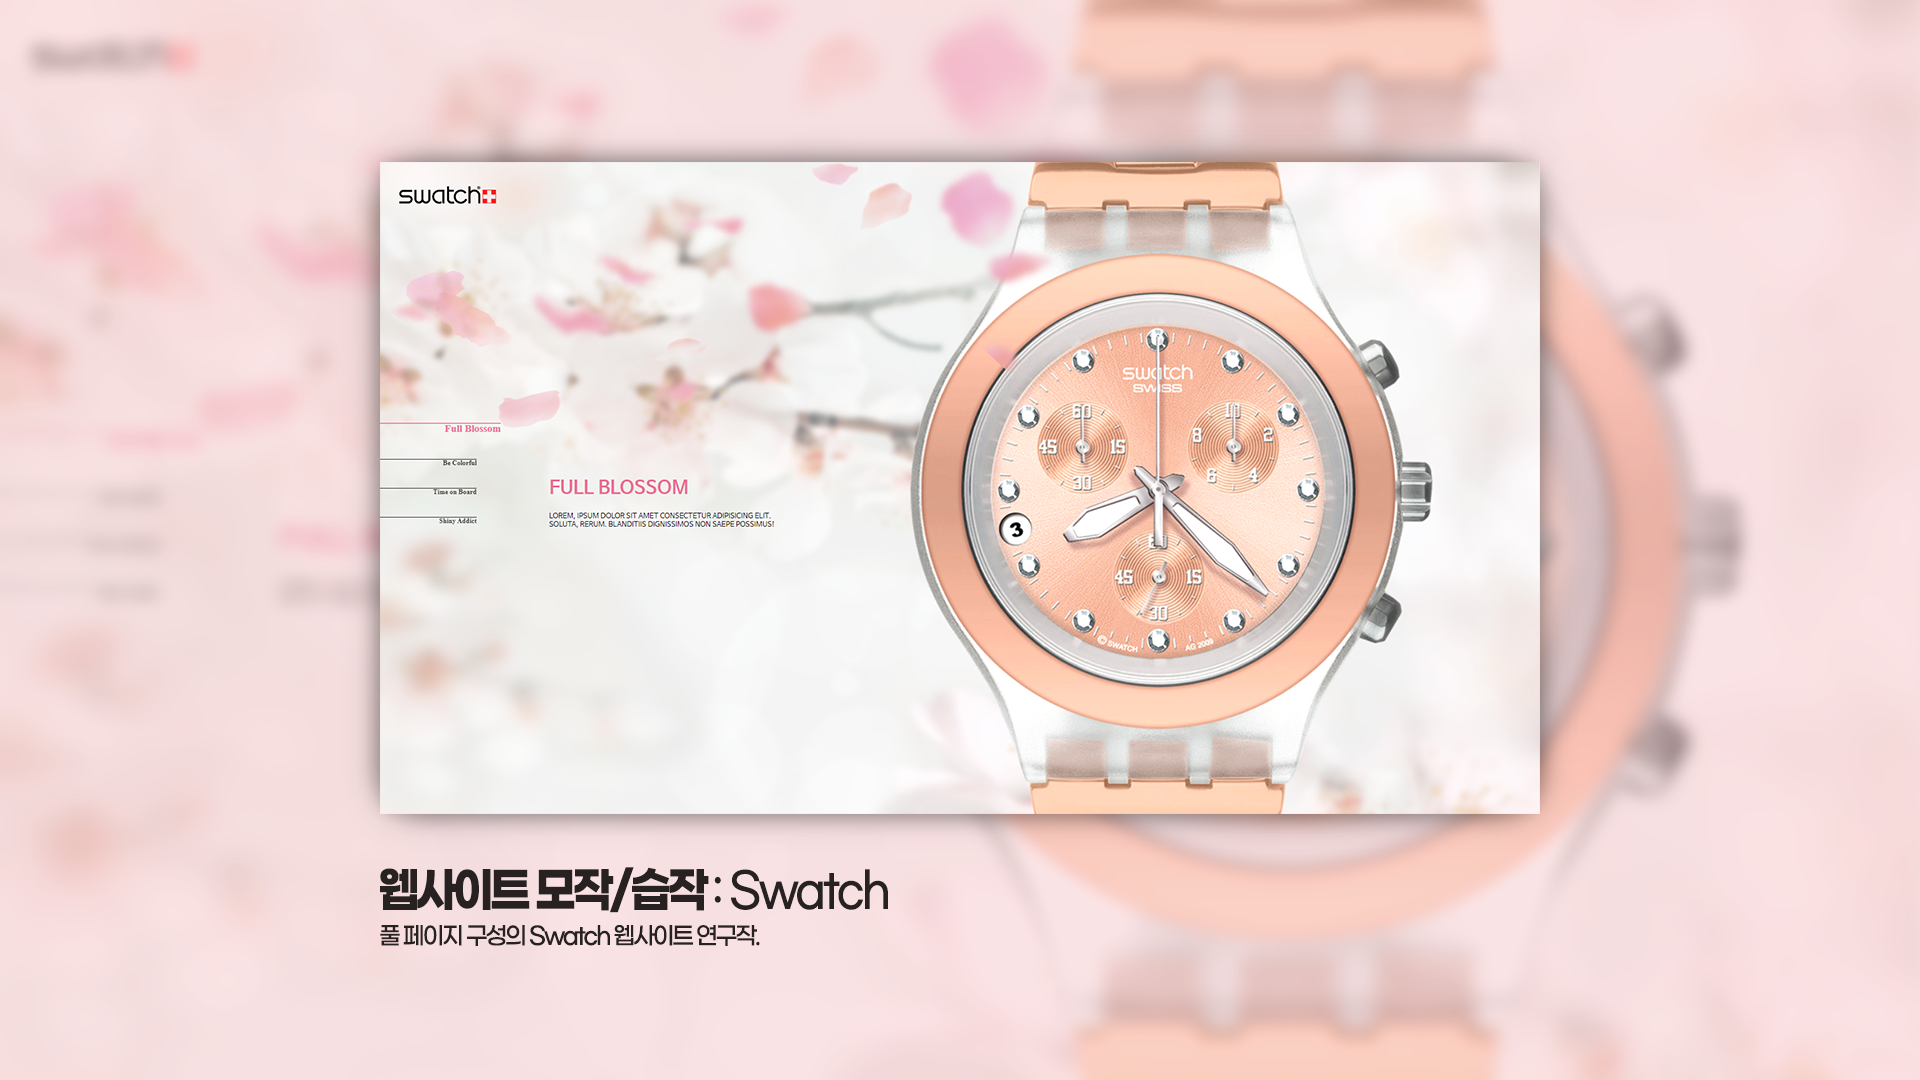 swatch
Full Blossom
Be Colorful
Time on Board
Shiny Addict
FULL BLOSSOM
LOREM, IPSUM DOLOR SIT AMET CONSECTETUR ADIPISICING ELIT.
SOLUTA, RERUM. BLANDITIIS DIGNISSIMOS NON SAEPE POSSIMUS!
swatch
SWISS
60
45 15
30
10
8 2
6 4
3
60
45 15
30
© SWATCH AG 2009
웹사이트 모작/습작 : Swatch
풀 페이지 구성의 Swatch 웹사이트 연구작.